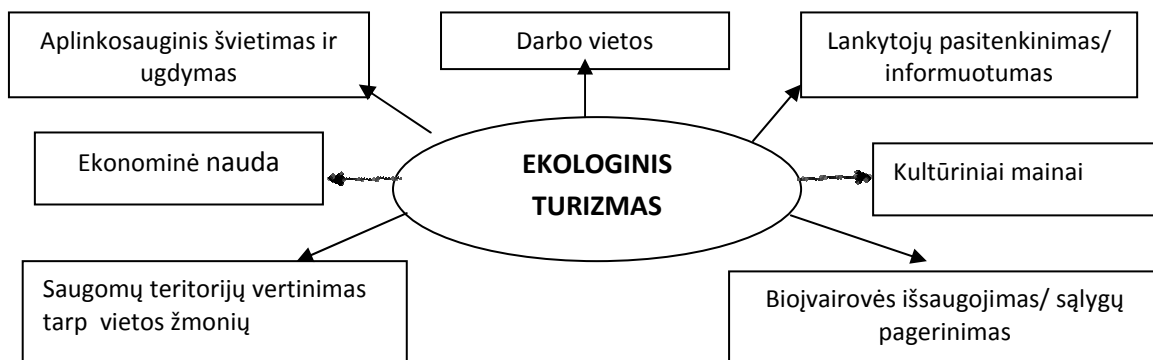 Aplinkosauginis švietimas ir
ugdymas
Darbo vietos
Lankytojų pasitenkinimas/
informuotumas
Ekonominė nauda
EKOLOGINIS
TURIZMAS
Kultūriniai mainai
Saugomų teritorijų vertinimas
tarp vietos žmonių
Bioįvairovės išsaugojimas/ sąlygų
pagerinimas